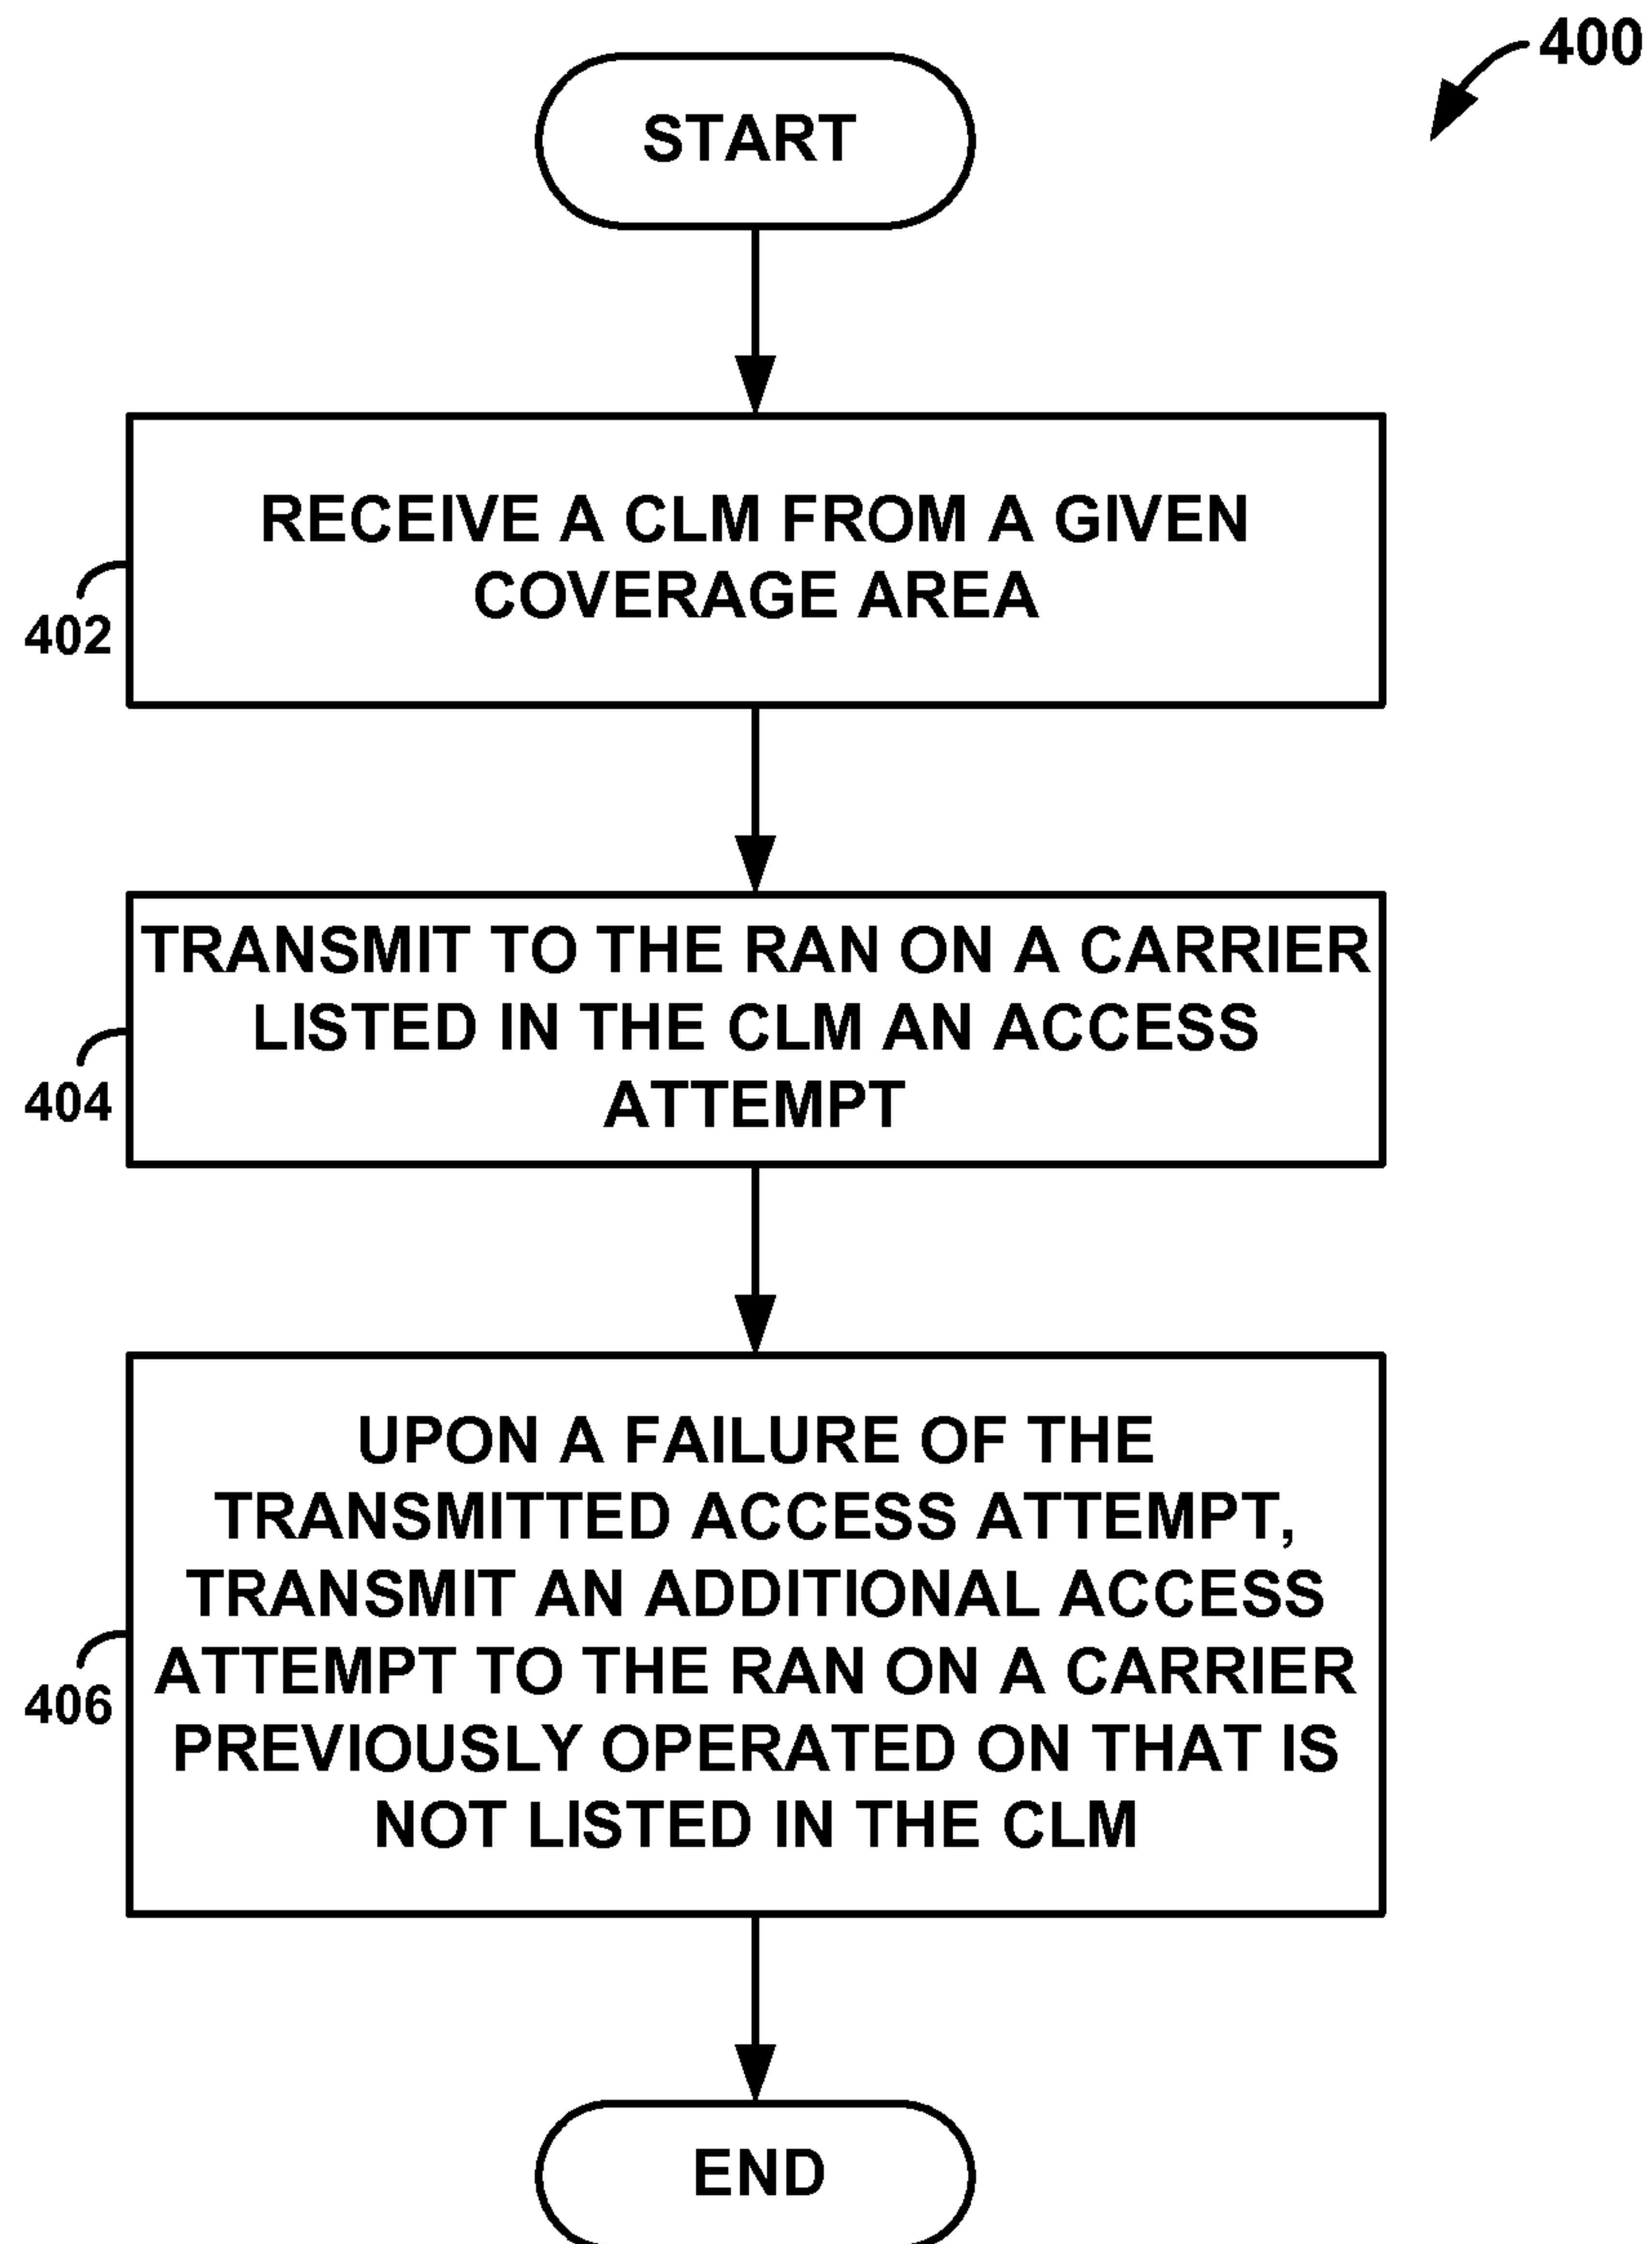 400
START
RECEIVE A CLM FROM A GIVEN
COVERAGE AREA
402
TRANSMIT TO THE RAN ON A CARRIER
LISTED IN THE CLM AN ACCESS
ATTEMPT
404
UPON A FAILURE OF THE
TRANSMITTED ACCESS ATTEMPT,
TRANSMIT AN ADDITIONAL ACCESS
ATTEMPT TO THE RAN ON A CARRIER
PREVIOUSLY OPERATED ON THAT IS
NOT LISTED IN THE CLM
406
END